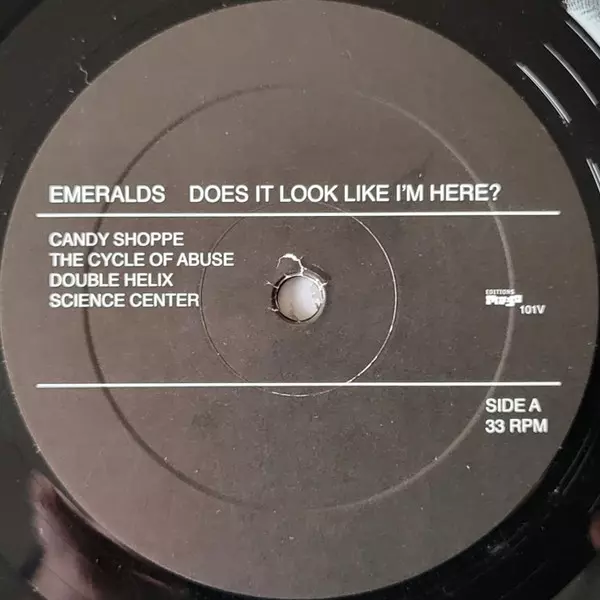 EMERALDS DOES IT LOOK LIKE I'M HERE?
CANDY SHOPPE
THE CYCLE OF ABUSE
DOUBLE HELIX
SCIENCE CENTER
EDITIONS
Mego
101V
SIDE A
33 RPM